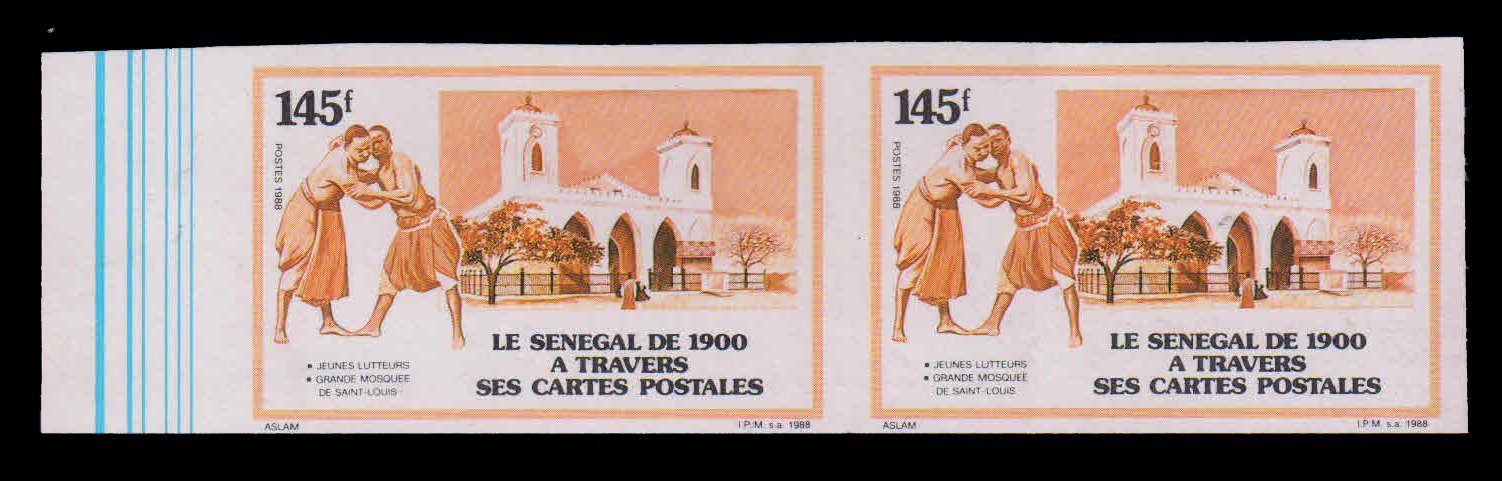 145f
POSTES 1988
LE SENEGAL DE 1900
A TRAVERS
SES CARTES POSTALES
• JEUNES LUTTEURS
• GRANDE MOSQUEE
DE SAINT-LOUIS
ASLAM
I.P.M. s.a. 1988
145f
POSTES 1988
LE SENEGAL DE 1900
A TRAVERS
SES CARTES POSTALES
• JEUNES LUTTEURS
• GRANDE MOSQUEE
DE SAINT-LOUIS
ASLAM
I.P.M. s.a. 1988